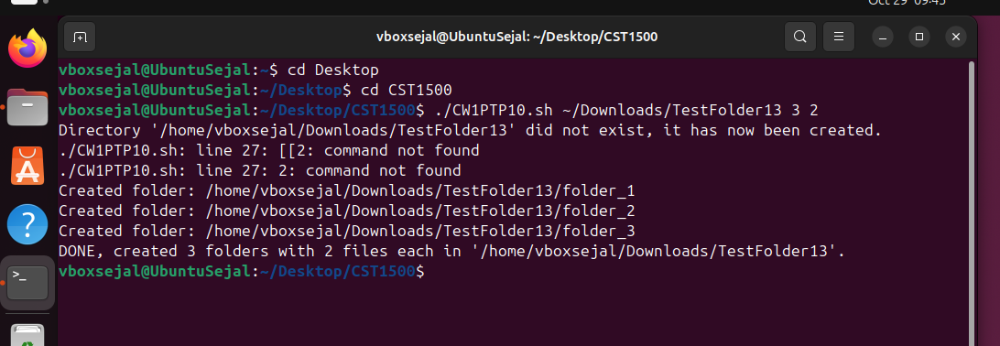 Oct 29 09:45
vboxsejal@UbuntuSejal: ~/Desktop/CST1500
vboxsejal@UbuntuSejal:~$ cd Desktop
vboxsejal@UbuntuSejal:~/Desktop$ cd CST1500
vboxsejal@UbuntuSejal:~/Desktop/CST1500$ ./CW1PTP10.sh ~/Downloads/TestFolder13 3 2
Directory '/home/vboxsejal/Downloads/TestFolder13' did not exist, it has now been created.
./CW1PTP10.sh: line 27: [[2: command not found
./CW1PTP10.sh: line 27: 2: command not found
Created folder: /home/vboxsejal/Downloads/TestFolder13/folder_1
Created folder: /home/vboxsejal/Downloads/TestFolder13/folder_2
Created folder: /home/vboxsejal/Downloads/TestFolder13/folder_3
DONE, created 3 folders with 2 files each in '/home/vboxsejal/Downloads/TestFolder13'.
vboxsejal@UbuntuSejal:~/Desktop/CST1500$